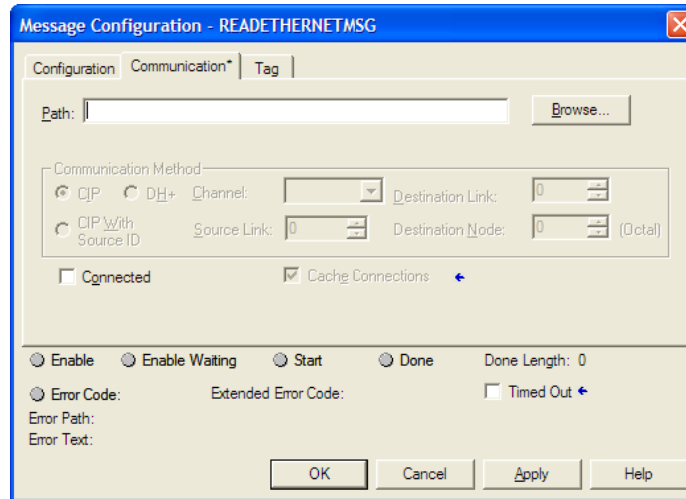 Message Configuration - READETHERNETMSG
Configuration Communication* Tag
Path: Browse...
Communication Method
CIP DH+ Channel: Destination Link: 0
CIP With Source ID Source Link: 0 Destination Node: 0 (Octal)
Connected Cache Connections
Enable Enable Waiting Start Done Done Length: 0
Error Code: Extended Error Code: Timed Out
Error Path:
Error Text:
OK Cancel Apply Help